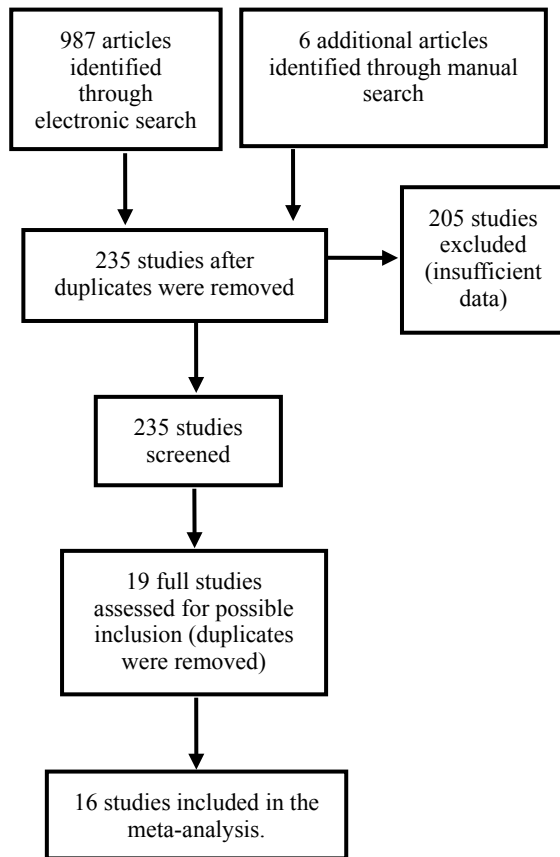 987 articles
identified
through
electronic search
6 additional articles
identified through manual
search
235 studies after
duplicates were removed
205 studies
excluded
(insufficient
data)
235 studies
screened
19 full studies
assessed for possible
inclusion (duplicates
were removed)
16 studies included in the
meta-analysis.